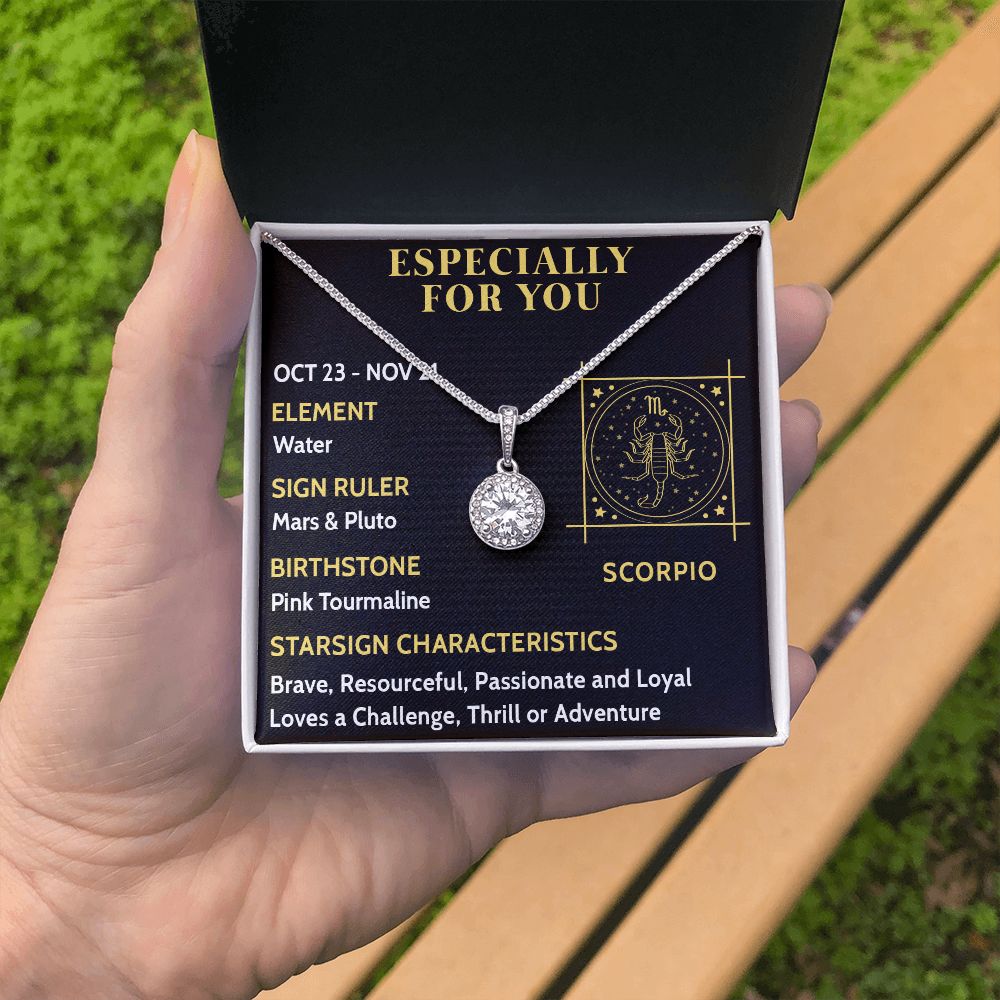 ESPECIALLY
FOR YOU
OCT 23 - NOV
ELEMENT
Water
SIGN RULER
Mars & Pluto
BIRTHSTONE
Pink Tourmaline
♏
SCORPIO
STARSIGN CHARACTERISTICS
Brave, Resourceful, Passionate and Loyal
Loves a Challenge, Thrill or Adventure